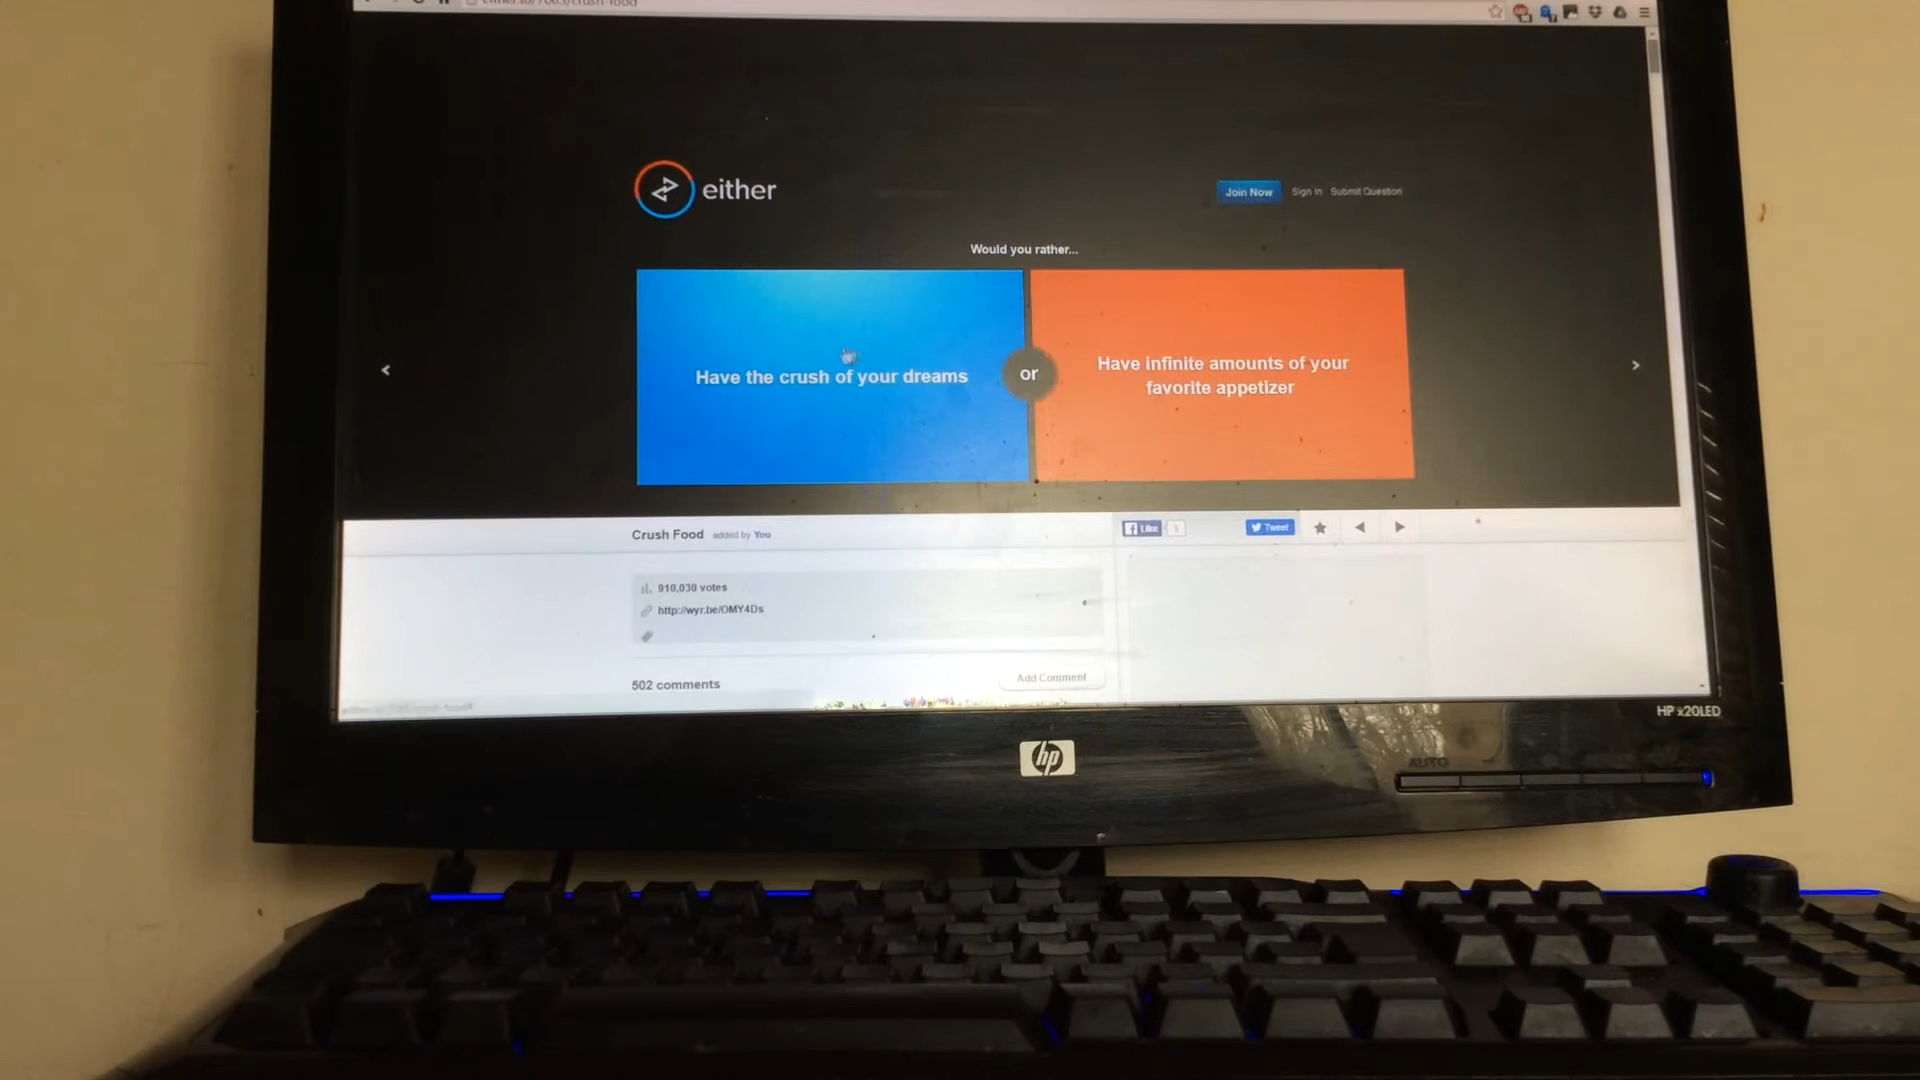 either
Join Now Sign In Submit Question
Would you rather...
Have the crush of your dreams
or
Have infinite amounts of your
favorite appetizer
Crush Food added by You
Like
Tweet
910,030 votes
http://wyr.be/OMY4Ds
502 comments
Add Comment
HP x20LED
hp
AUTO